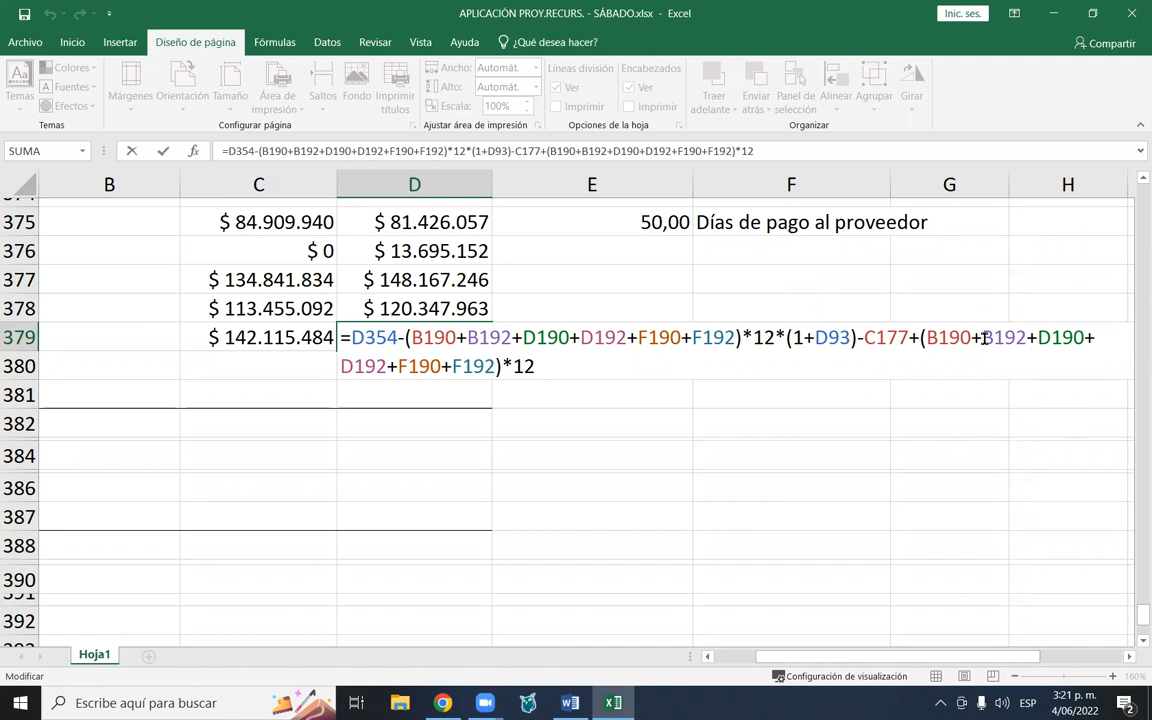 APLICACIÓN PROY.RECURS. - SÁBADO.xlsx - Excel
Inic. ses.
Archivo Inicio Insertar Diseño de página Fórmulas Datos Revisar Vista Ayuda ¿Qué desea hacer? Compartir
Aa Temas
Colores
Fuentes
Efectos
Márgenes Orientación Tamaño Área de impresión Saltos Fondo Imprimir títulos
Ancho: Automát.
Alto: Automát.
Escala: 100%
Líneas división Encabezados
Ver Ver
Imprimir Imprimir
Traer adelante Enviar atrás Panel de selección Alinear Agrupar Girar
Temas Configurar página Ajustar área de impresión Opciones de la hoja Organizar
SUMA fx =D354-(B190+B192+D190+D192+F190+F192)*12*(1+D93)-C177+(B190+B192+D190+D192+F190+F192)*12
B C D E F G H
375 $ 84.909.940 $ 81.426.057 50,00 Días de pago al proveedor
376 $ 0 $ 13.695.152
377 $ 134.841.834 $ 148.167.246
378 $ 113.455.092 $ 120.347.963
379 $ 142.115.484 =D354-(B190+B192+D190+D192+F190+F192)*12*(1+D93)-C177+(B190+B192+D190+
380 D192+F190+F192)*12
381
382
384
386
387
388
390
391
392
Hoja1
Modificar Configuración de visualización 160%
Escribe aquí para buscar
ESP
3:21 p. m.
4/06/2022
2